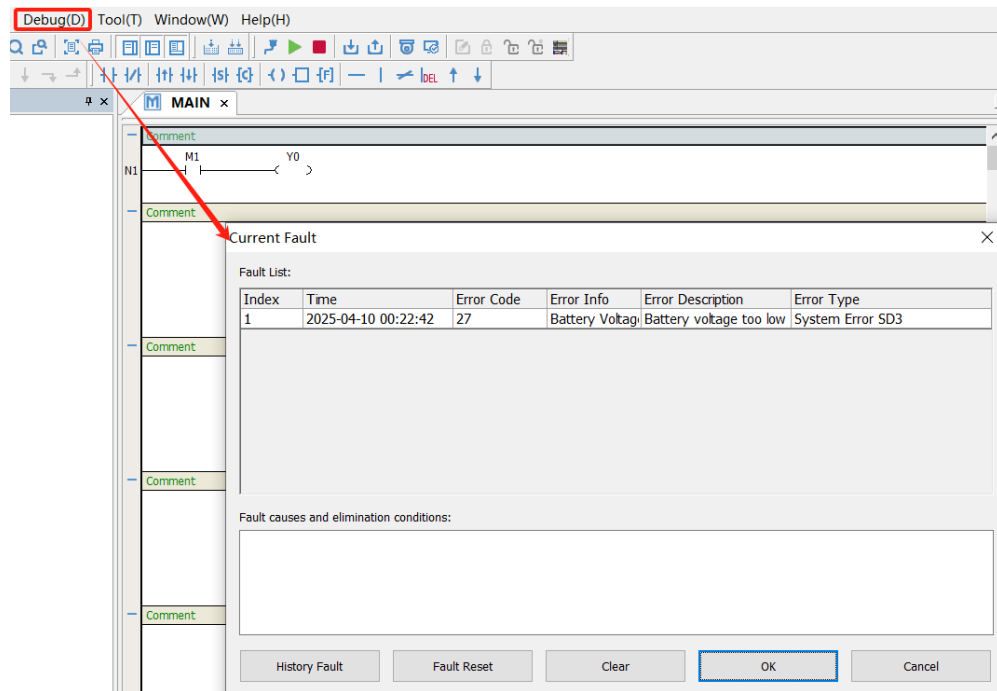 Debug(D) Tool(T) Window(W) Help(H)
DEL
MAIN
Comment
M1 Y0
N1
Comment
Current Fault
Fault List:
Index Time Error Code Error Info Error Description Error Type
1 2025-04-10 00:22:42 27 Battery Voltag Battery voltage too low System Error SD3
Comment
Comment
Fault causes and elimination conditions:
Comment
History Fault Fault Reset Clear OK Cancel